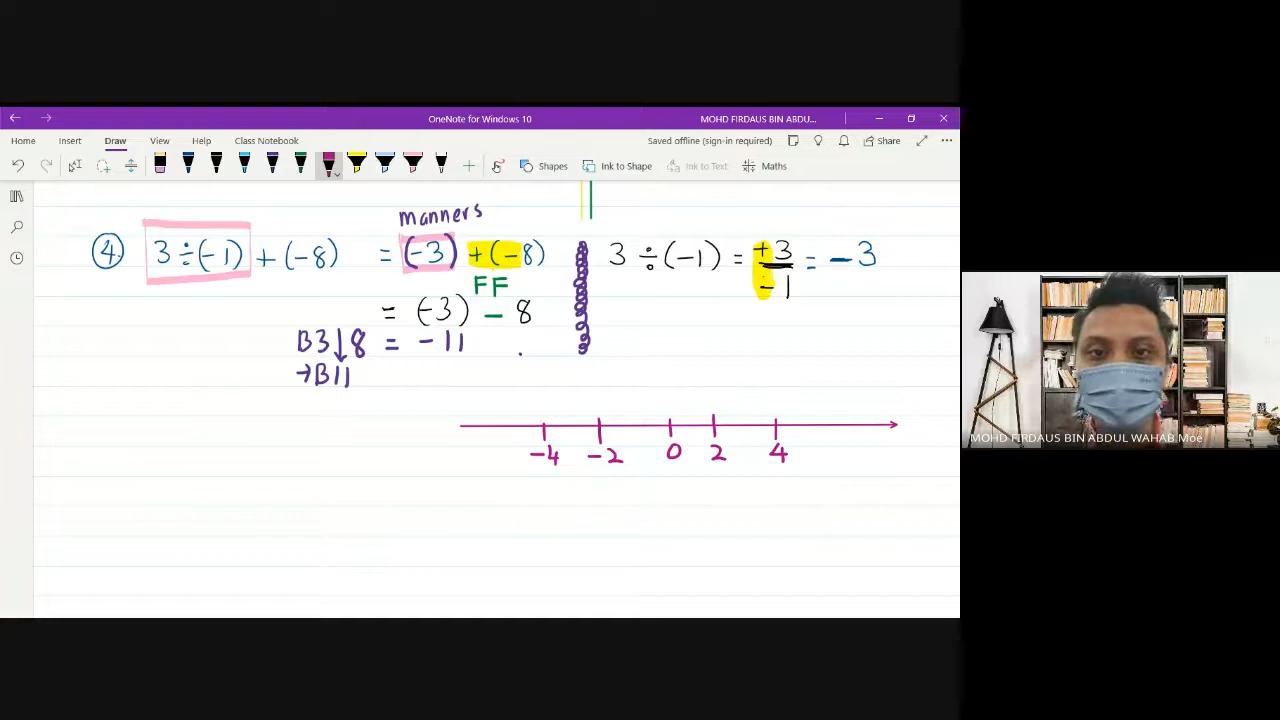 OneNote for Windows 10
MOHD FIRDAUS BIN ABDU...
Home Insert Draw View Help Class Notebook
Saved offline (sign-in required) Share
Shapes Ink to Shape Ink to Text Maths
manners
4. 3 ÷ (-1) + (-8) = (-3) + (-8)
FF
= (-3) - 8
B3↓8 = -11
→B11
3 ÷ (-1) = +3/-1 = -3
-4 -2 0 2 4
MOHD FIRDAUS BIN ABDUL WAHAB Moe